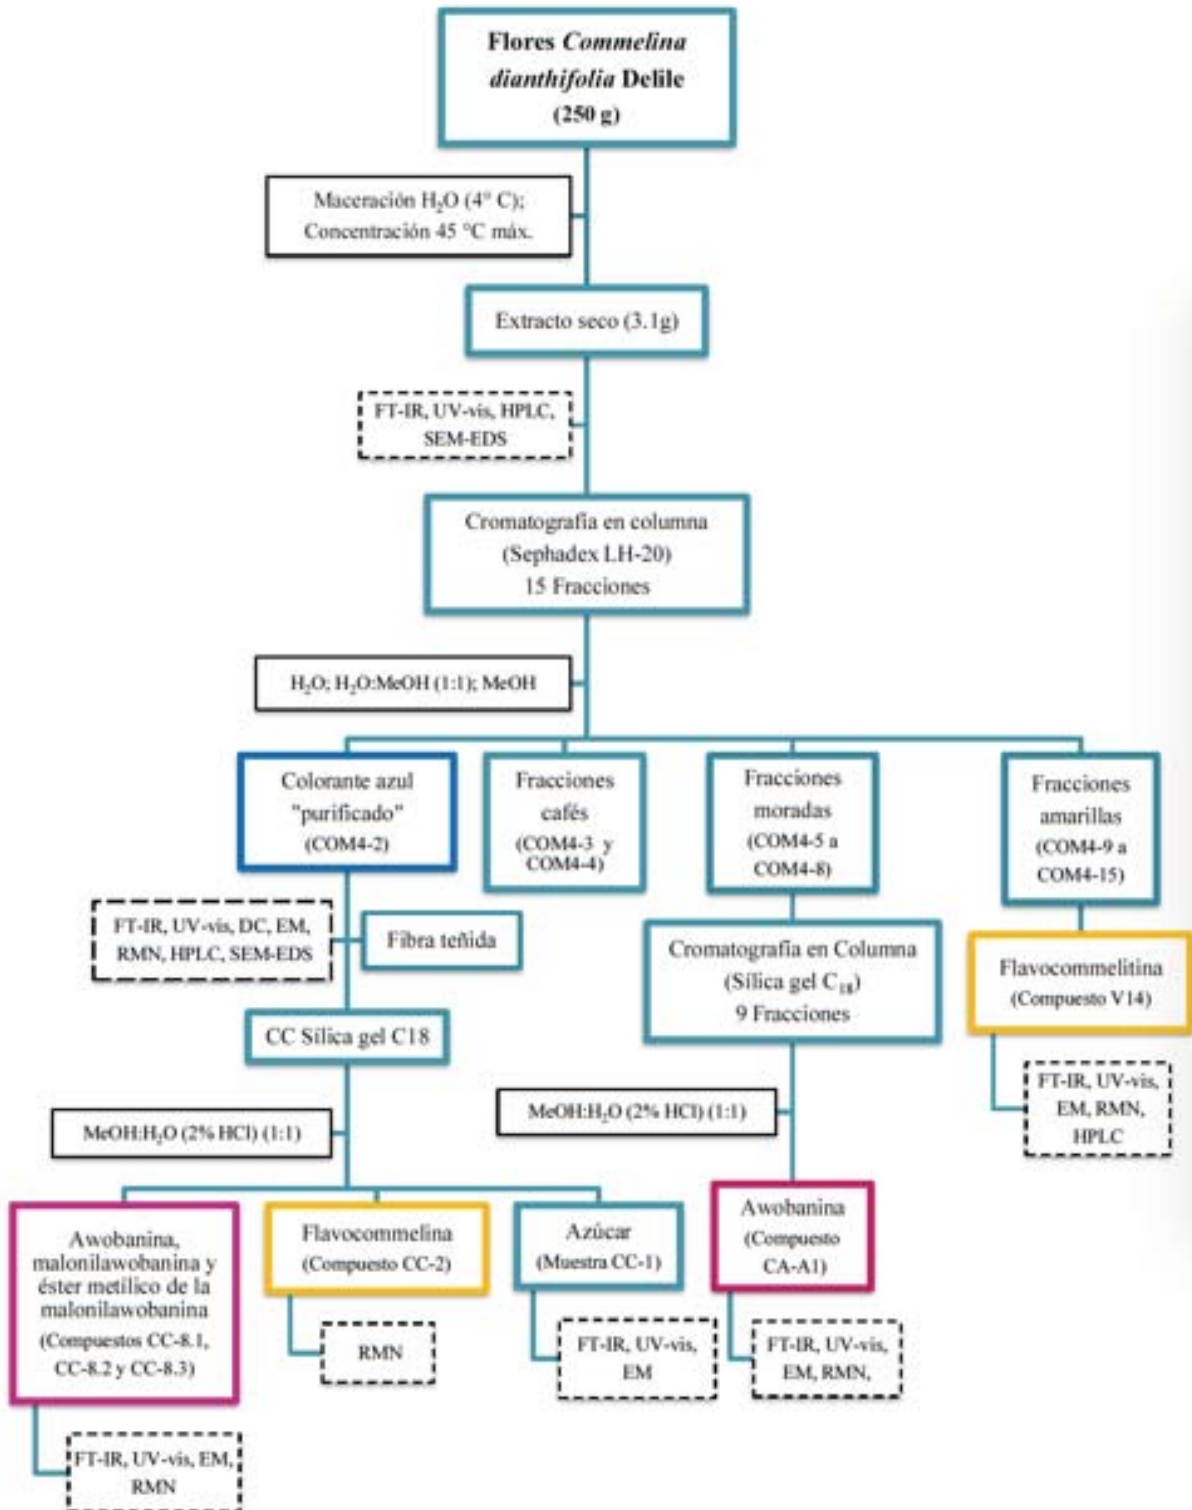 Flores Commelina
dianthifolia Delile
(250 g)
Maceración H₂O (4° C);
Concentración 45 °C máx.
Extracto seco (3.1g)
FT-IR, UV-vis, HPLC,
SEM-EDS
Cromatografía en columna
(Sephadex LH-20)
15 Fracciones
H₂O; H₂O:MeOH (1:1); MeOH
Colorante azul
"purificado"
(COM4-2)
Fracciones
cafés
(COM4-3 y
COM4-4)
Fracciones
moradas
(COM4-5 a
COM4-8)
Fracciones
amarillas
(COM4-9 a
COM4-15)
FT-IR, UV-vis, DC, EM,
RMN, HPLC, SEM-EDS
Fibra teñida
Cromatografía en Columna
(Sílica gel C₁₈)
9 Fracciones
Flavocommelitina
(Compuesto V14)
CC Sílica gel C18
FT-IR, UV-vis,
EM, RMN,
HPLC
MeOH:H₂O (2% HCl) (1:1)
MeOH:H₂O (2% HCl) (1:1)
Awobanina,
malonilawobanina y
éster metílico de la
malonilawobanina
(Compuestos CC-8.1,
CC-8.2 y CC-8.3)
Flavocommelina
(Compuesto CC-2)
Azúcar
(Muestra CC-1)
Awobanina
(Compuesto
CA-A1)
RMN
FT-IR, UV-vis,
EM
FT-IR, UV-vis,
EM, RMN,
FT-IR, UV-vis, EM,
RMN